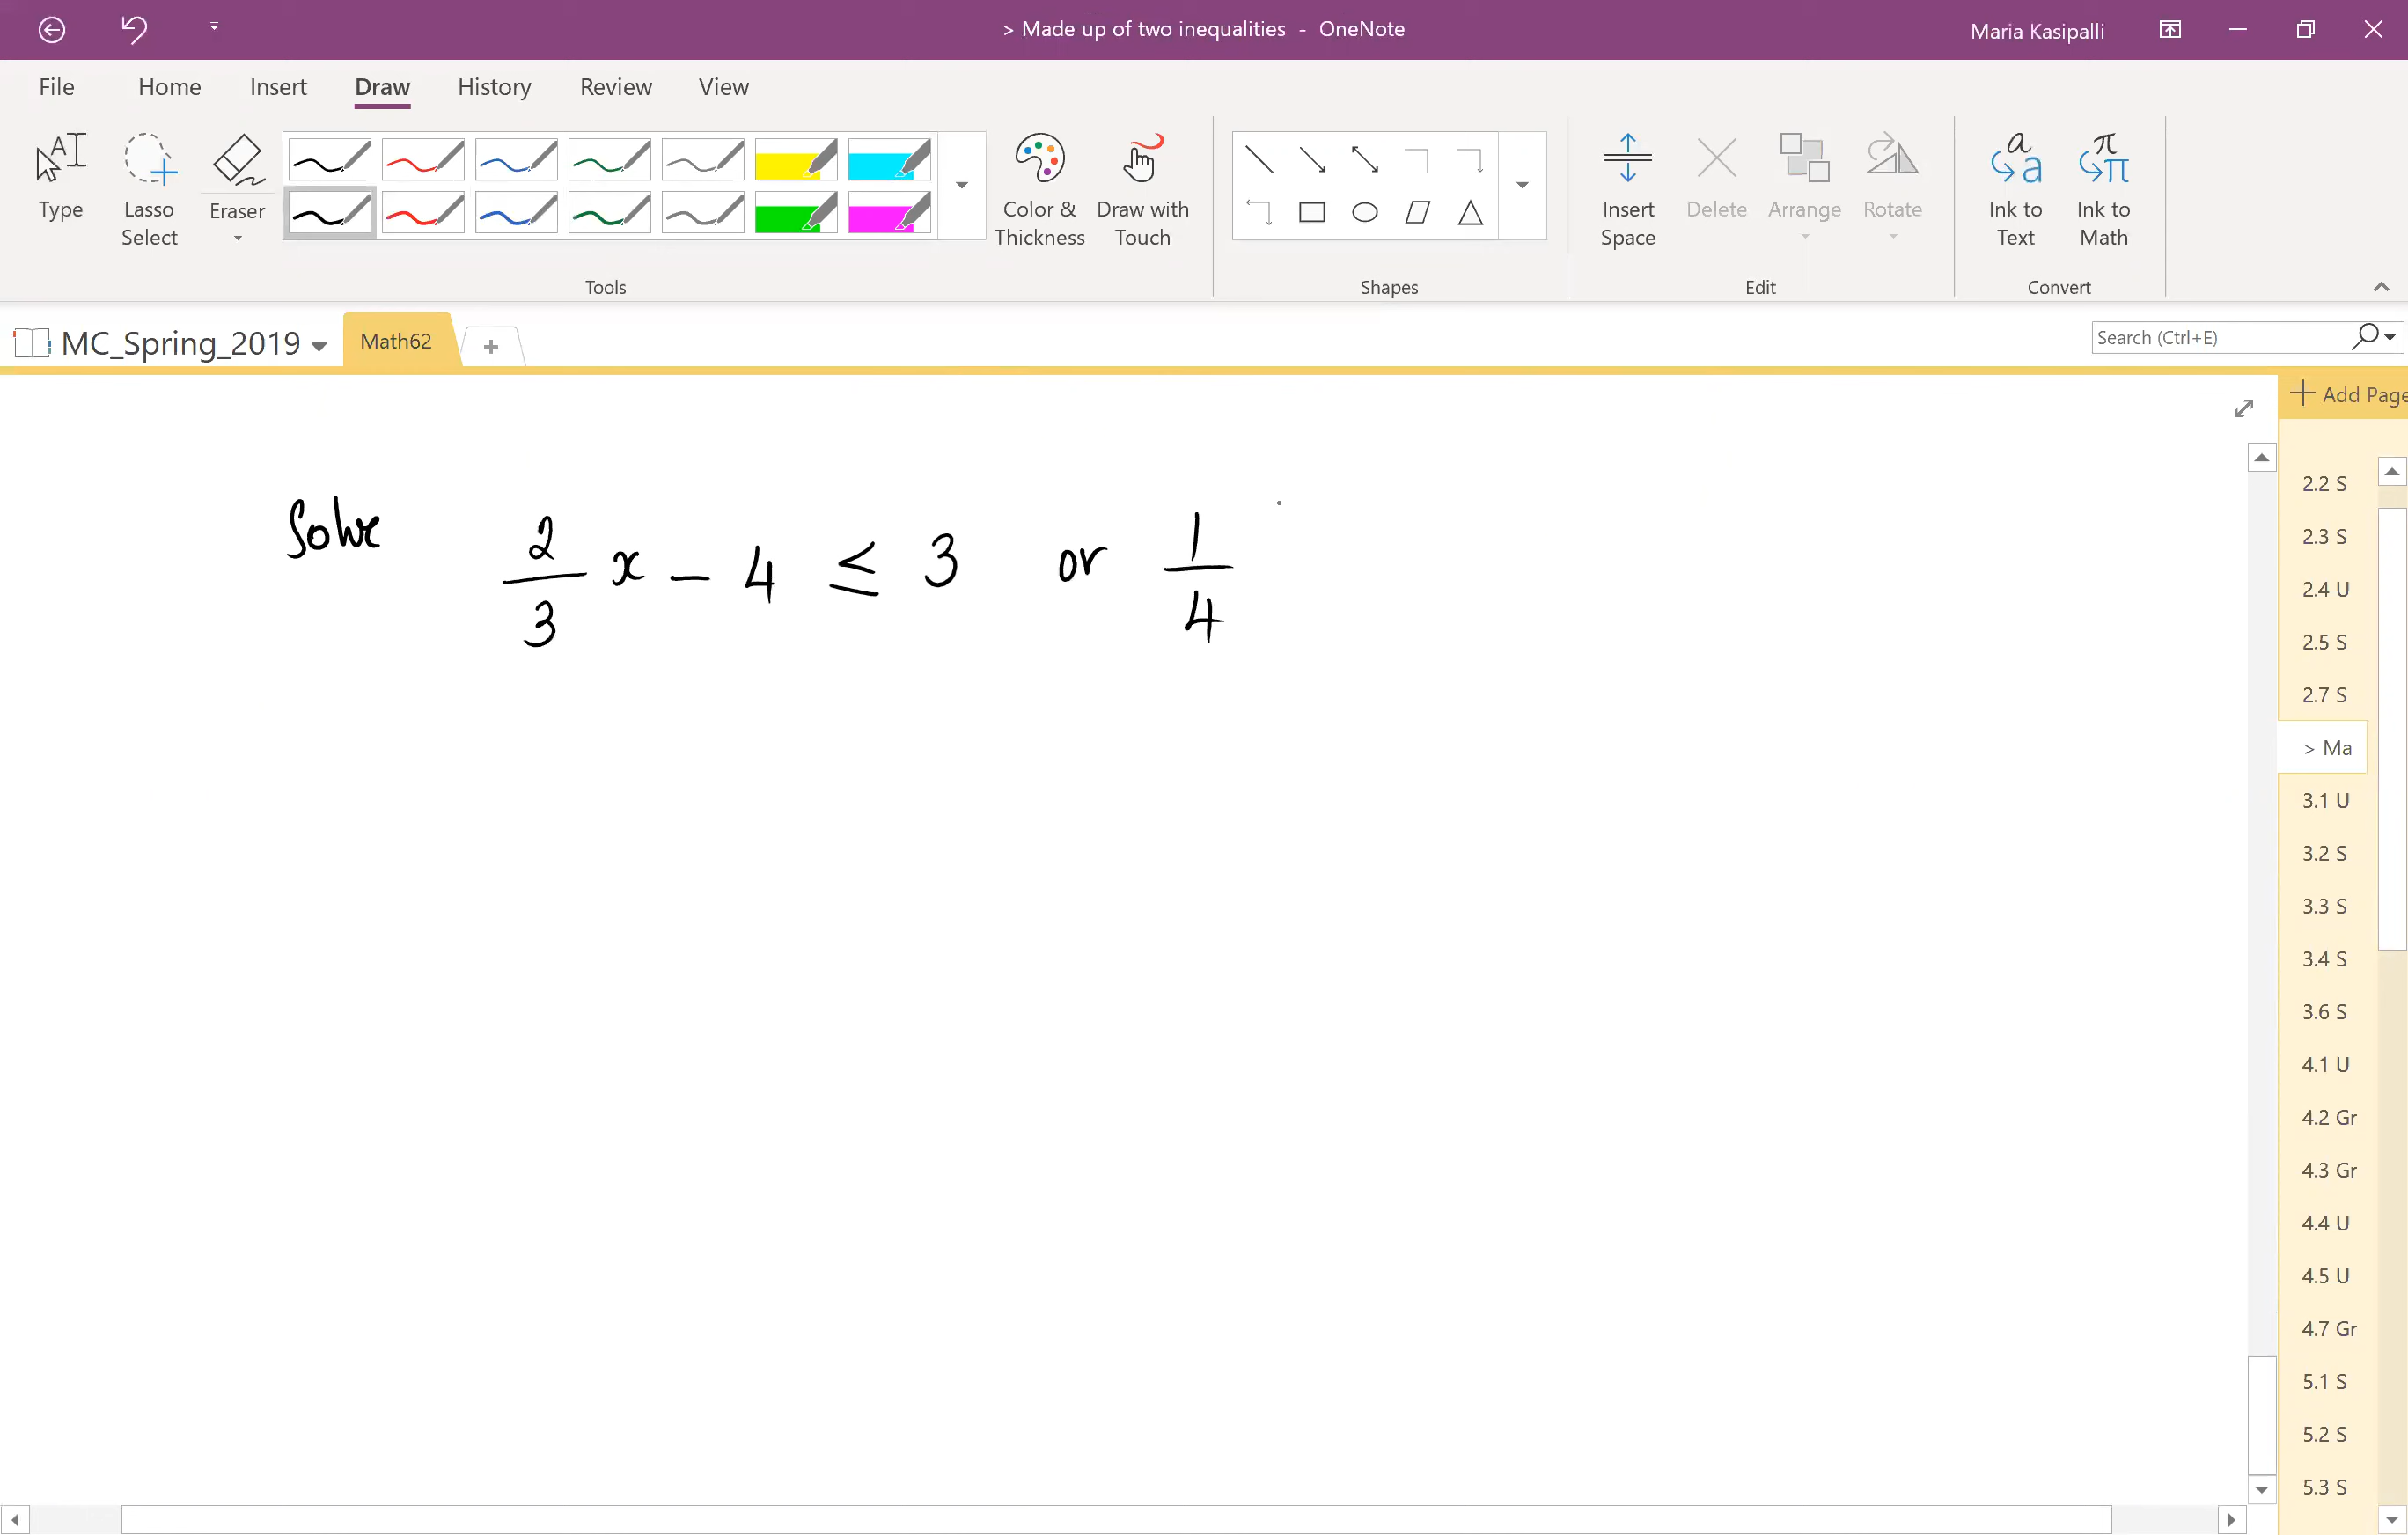 > Made up of two inequalities - OneNote
Maria Kasipalli
File Home Insert Draw History Review View
Type
Lasso Select
Eraser
Color & Thickness
Draw with Touch
Insert Space
Delete
Arrange
Rotate
Ink to Text
Ink to Math
Tools
Shapes
Edit
Convert
MC_Spring_2019
Math62
Search (Ctrl+E)
Add Page
Solve 2/3 x - 4 ≤ 3 or 1/4
2.2 S
2.3 S
2.4 U
2.5 S
2.7 S
> Ma
3.1 U
3.2 S
3.3 S
3.4 S
3.6 S
4.1 U
4.2 Gr
4.3 Gr
4.4 U
4.5 U
4.7 Gr
5.1 S
5.2 S
5.3 S